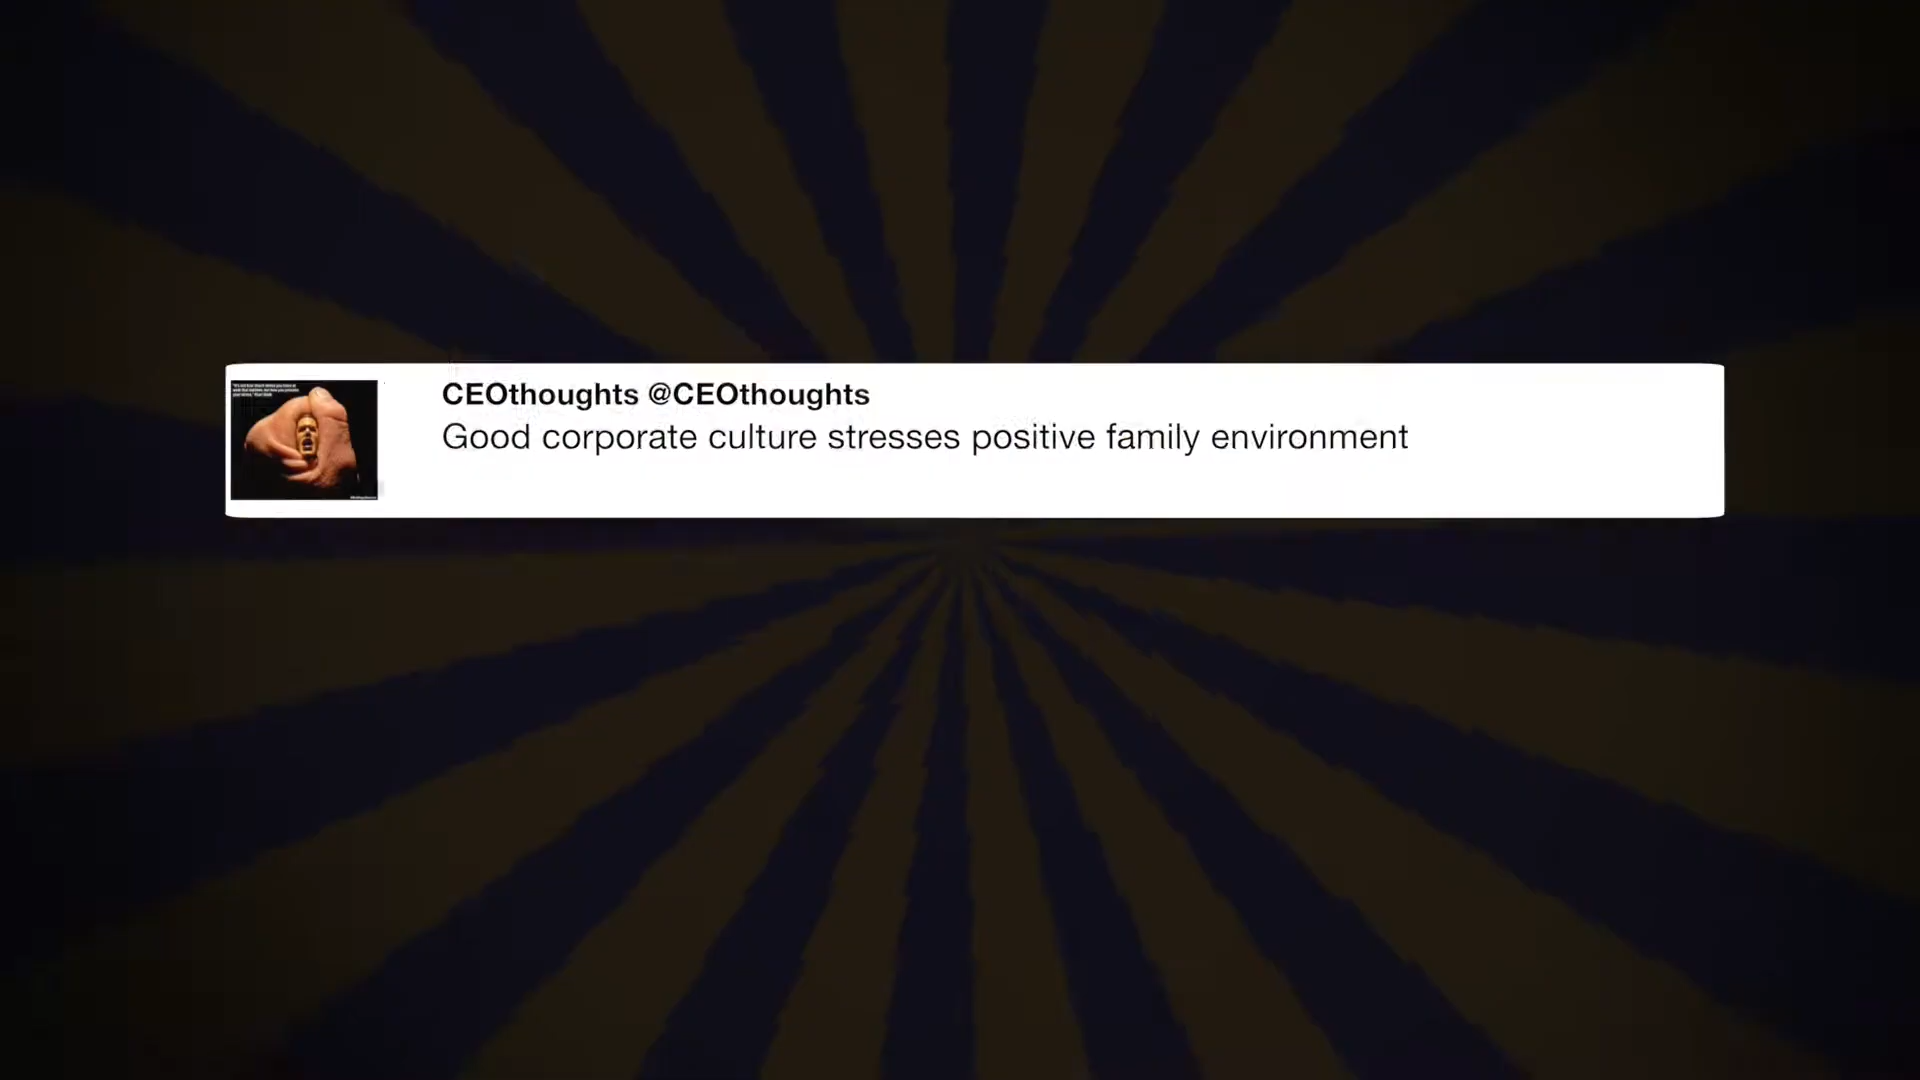 CEOthoughts @CEOthoughts
Good corporate culture stresses positive family environment